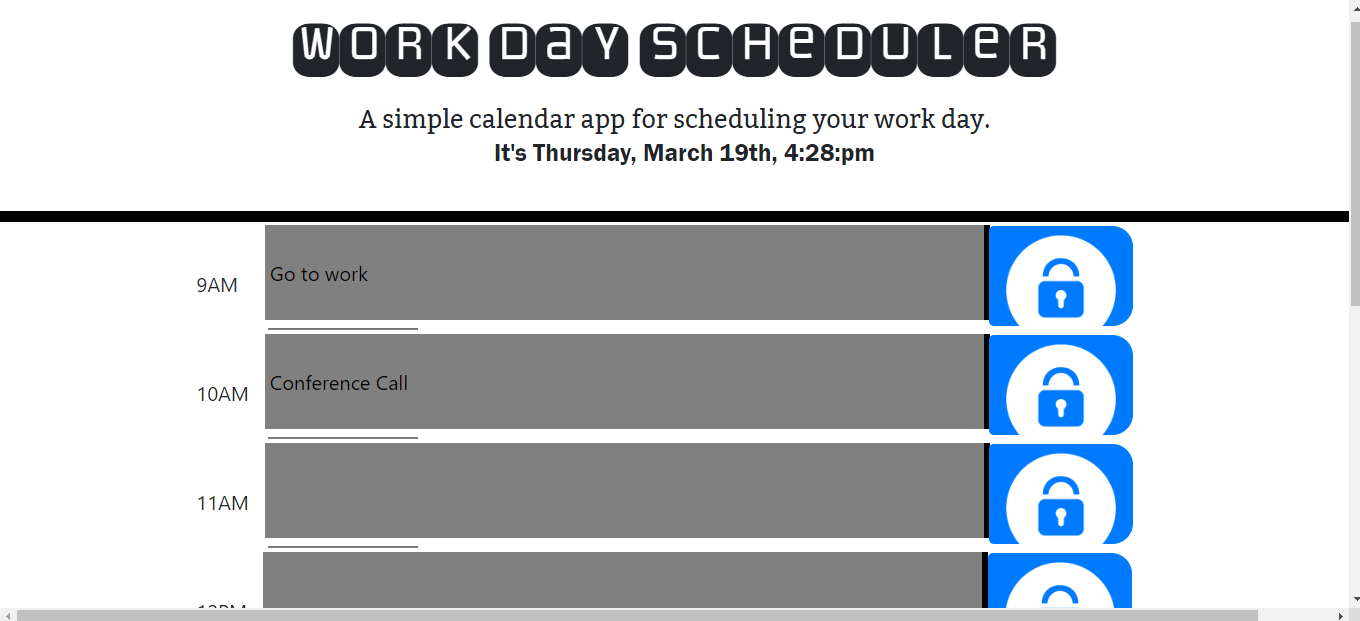 WORK DaY SCHeDULeR
A simple calendar app for scheduling your work day.
It's Thursday, March 19th, 4:28:pm
9AM Go to work
10AM Conference Call
11AM
12PM